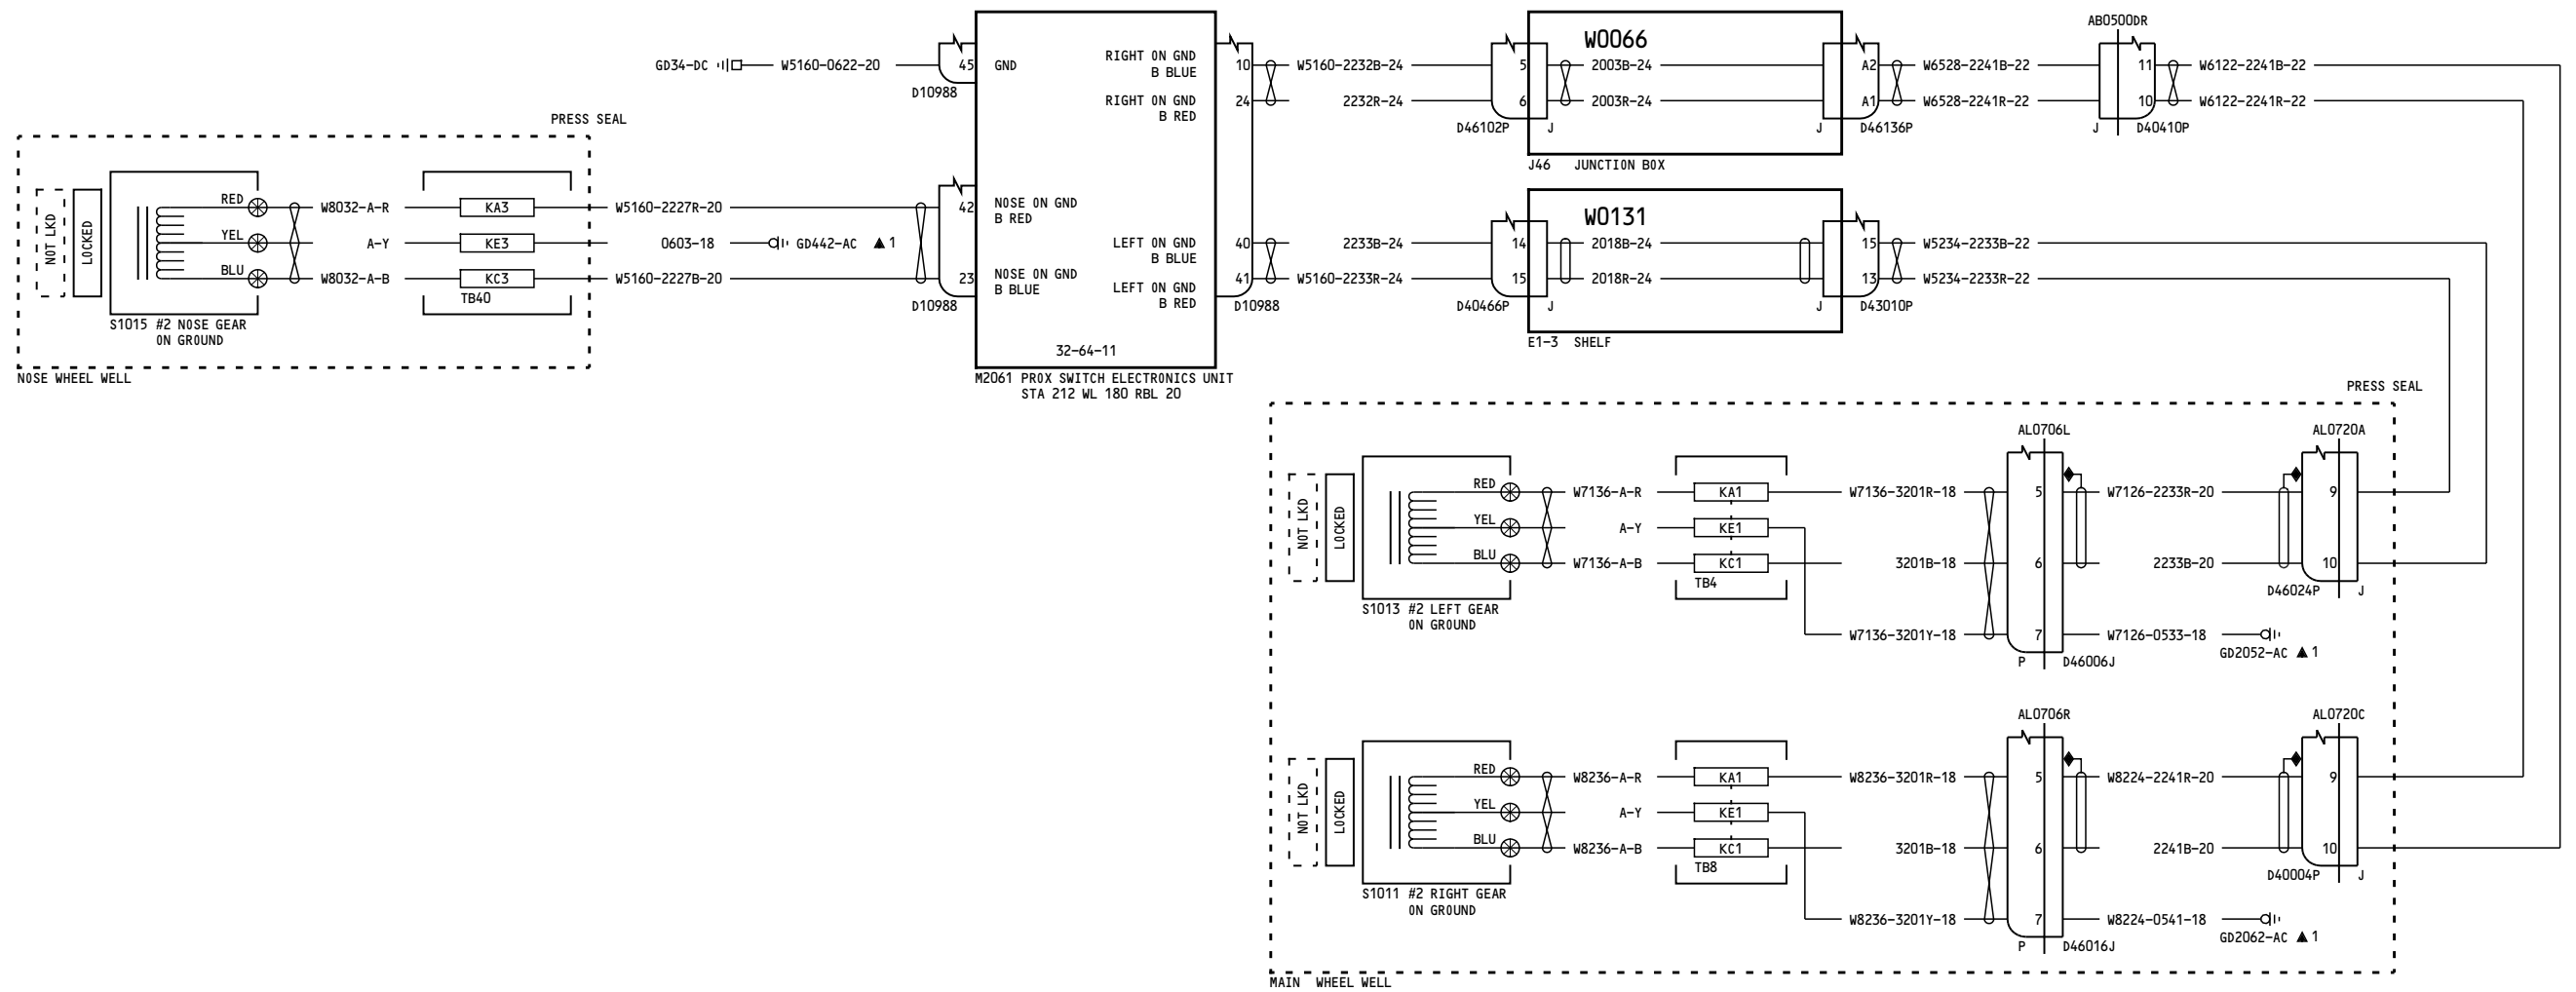 AB0500DR
GD34-DC
W5160-0622-20
45
GND
D10988
RIGHT ON GND
B BLUE
10
W5160-2232B-24
5
W0066
2003B-24
A2
W6528-2241B-22
11
W6122-2241B-22
RIGHT ON GND
B RED
24
2232R-24
6
2003R-24
A1
W6528-2241R-22
10
W6122-2241R-22
D46102P
J
J
D46136P
J
D40410P
J46 JUNCTION BOX
PRESS SEAL
NOT LKD
LOCKED
RED
W8032-A-R
KA3
W5160-2227R-20
42
NOSE ON GND
B RED
YEL
A-Y
KE3
0603-18
GD442-AC
1
BLU
W8032-A-B
KC3
W5160-2227B-20
23
NOSE ON GND
B BLUE
TB40
D10988
S1015 #2 NOSE GEAR
ON GROUND
NOSE WHEEL WELL
LEFT ON GND
B BLUE
40
2233B-24
14
W0131
2018B-24
15
W5234-2233B-22
LEFT ON GND
B RED
41
W5160-2233R-24
15
2018R-24
13
W5234-2233R-22
D10988
D40466P
J
J
D43010P
E1-3 SHELF
32-64-11
M2061 PROX SWITCH ELECTRONICS UNIT
STA 212 WL 180 RBL 20
PRESS SEAL
AL0706L
AL0720A
NOT LKD
LOCKED
RED
W7136-A-R
KA1
W7136-3201R-18
5
W7126-2233R-20
9
YEL
A-Y
KE1
BLU
W7136-A-B
KC1
3201B-18
6
2233B-20
10
TB4
D46024P
J
S1013 #2 LEFT GEAR
ON GROUND
W7136-3201Y-18
7
W7126-0533-18
GD2052-AC
1
P
D46006J
AL0706R
AL0720C
NOT LKD
LOCKED
RED
W8236-A-R
KA1
W8236-3201R-18
5
W8224-2241R-20
9
YEL
A-Y
KE1
BLU
W8236-A-B
KC1
3201B-18
6
2241B-20
10
TB8
D40004P
J
S1011 #2 RIGHT GEAR
ON GROUND
W8236-3201Y-18
7
W8224-0541-18
GD2062-AC
1
P
D46016J
MAIN WHEEL WELL